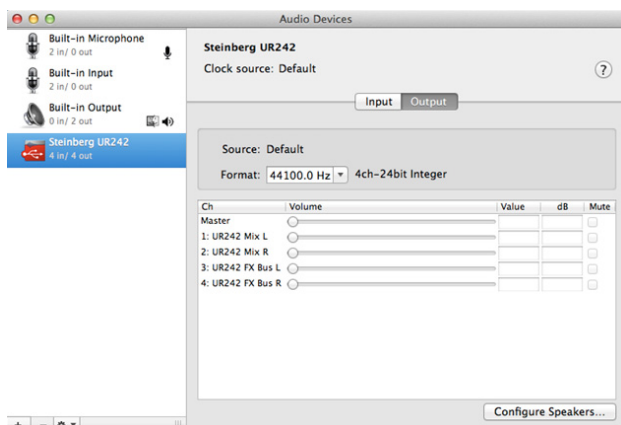 Audio Devices
Built-in Microphone
2 in/ 0 out
Built-in Input
2 in/ 0 out
Built-in Output
0 in/ 2 out
Steinberg UR242
4 in/ 4 out
Steinberg UR242
Clock source: Default
?
Input Output
Source: Default
Format: 44100.0 Hz 4ch-24bit Integer
Ch Volume Value dB Mute
Master
1: UR242 Mix L
2: UR242 Mix R
3: UR242 FX Bus L
4: UR242 FX Bus R
Configure Speakers...